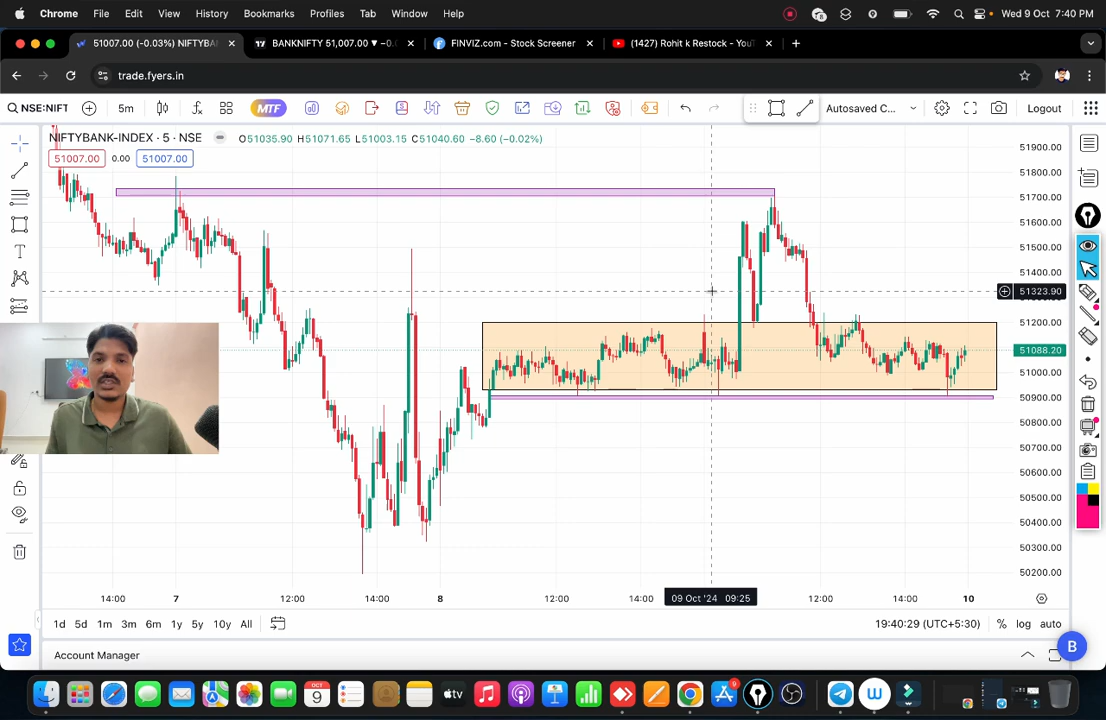 Chrome File Edit View History Bookmarks Profiles Tab Window Help Wed 9 Oct 7:40 PM
51007.00 (-0.03%) NIFTYBA BANKNIFTY 51,007.00 ▼ −0. FINVIZ.com - Stock Screener (1427) Rohit k Restock - You
trade.fyers.in
NSE:NIFT 5m MTF Autosaved C... Logout
NIFTYBANK-INDEX · 5 · NSE O51035.90 H51071.65 L51003.15 C51040.60 −8.60 (−0.02%)
51007.00 0.00 51007.00
51900.00
51800.00
51700.00
51600.00
51500.00
51400.00
51323.90
51200.00
51088.20
51000.00
50900.00
50800.00
50700.00
50600.00
50500.00
50400.00
50300.00
50200.00
14:00 7 12:00 14:00 8 12:00 14:00 09 Oct '24 09:25 12:00 14:00 10
1d 5d 1m 3m 6m 1y 5y 10y All 19:40:29 (UTC+5:30) % log auto
Account Manager
B
OCT
9
tv
9
W